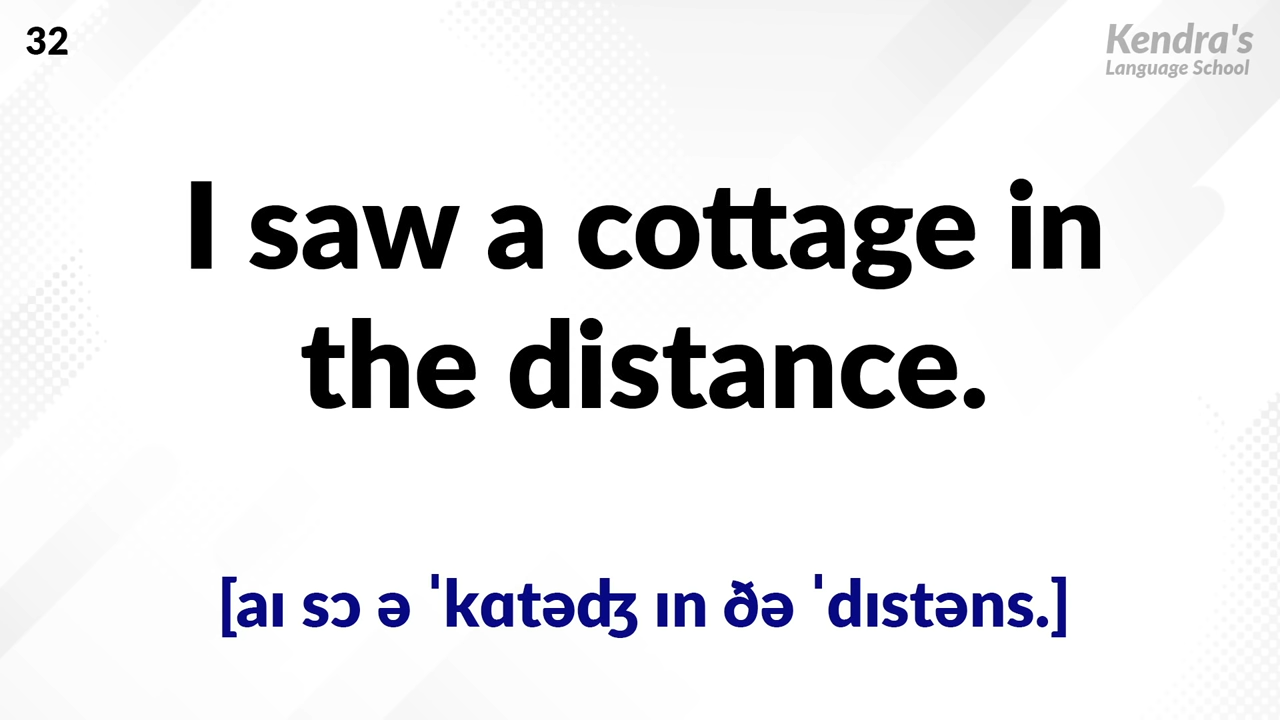 32
Kendra's
Language School
I saw a cottage in
the distance.
[aɪ sɔ ə ˈkɑtəʤ ɪn ðə ˈdɪstəns.]